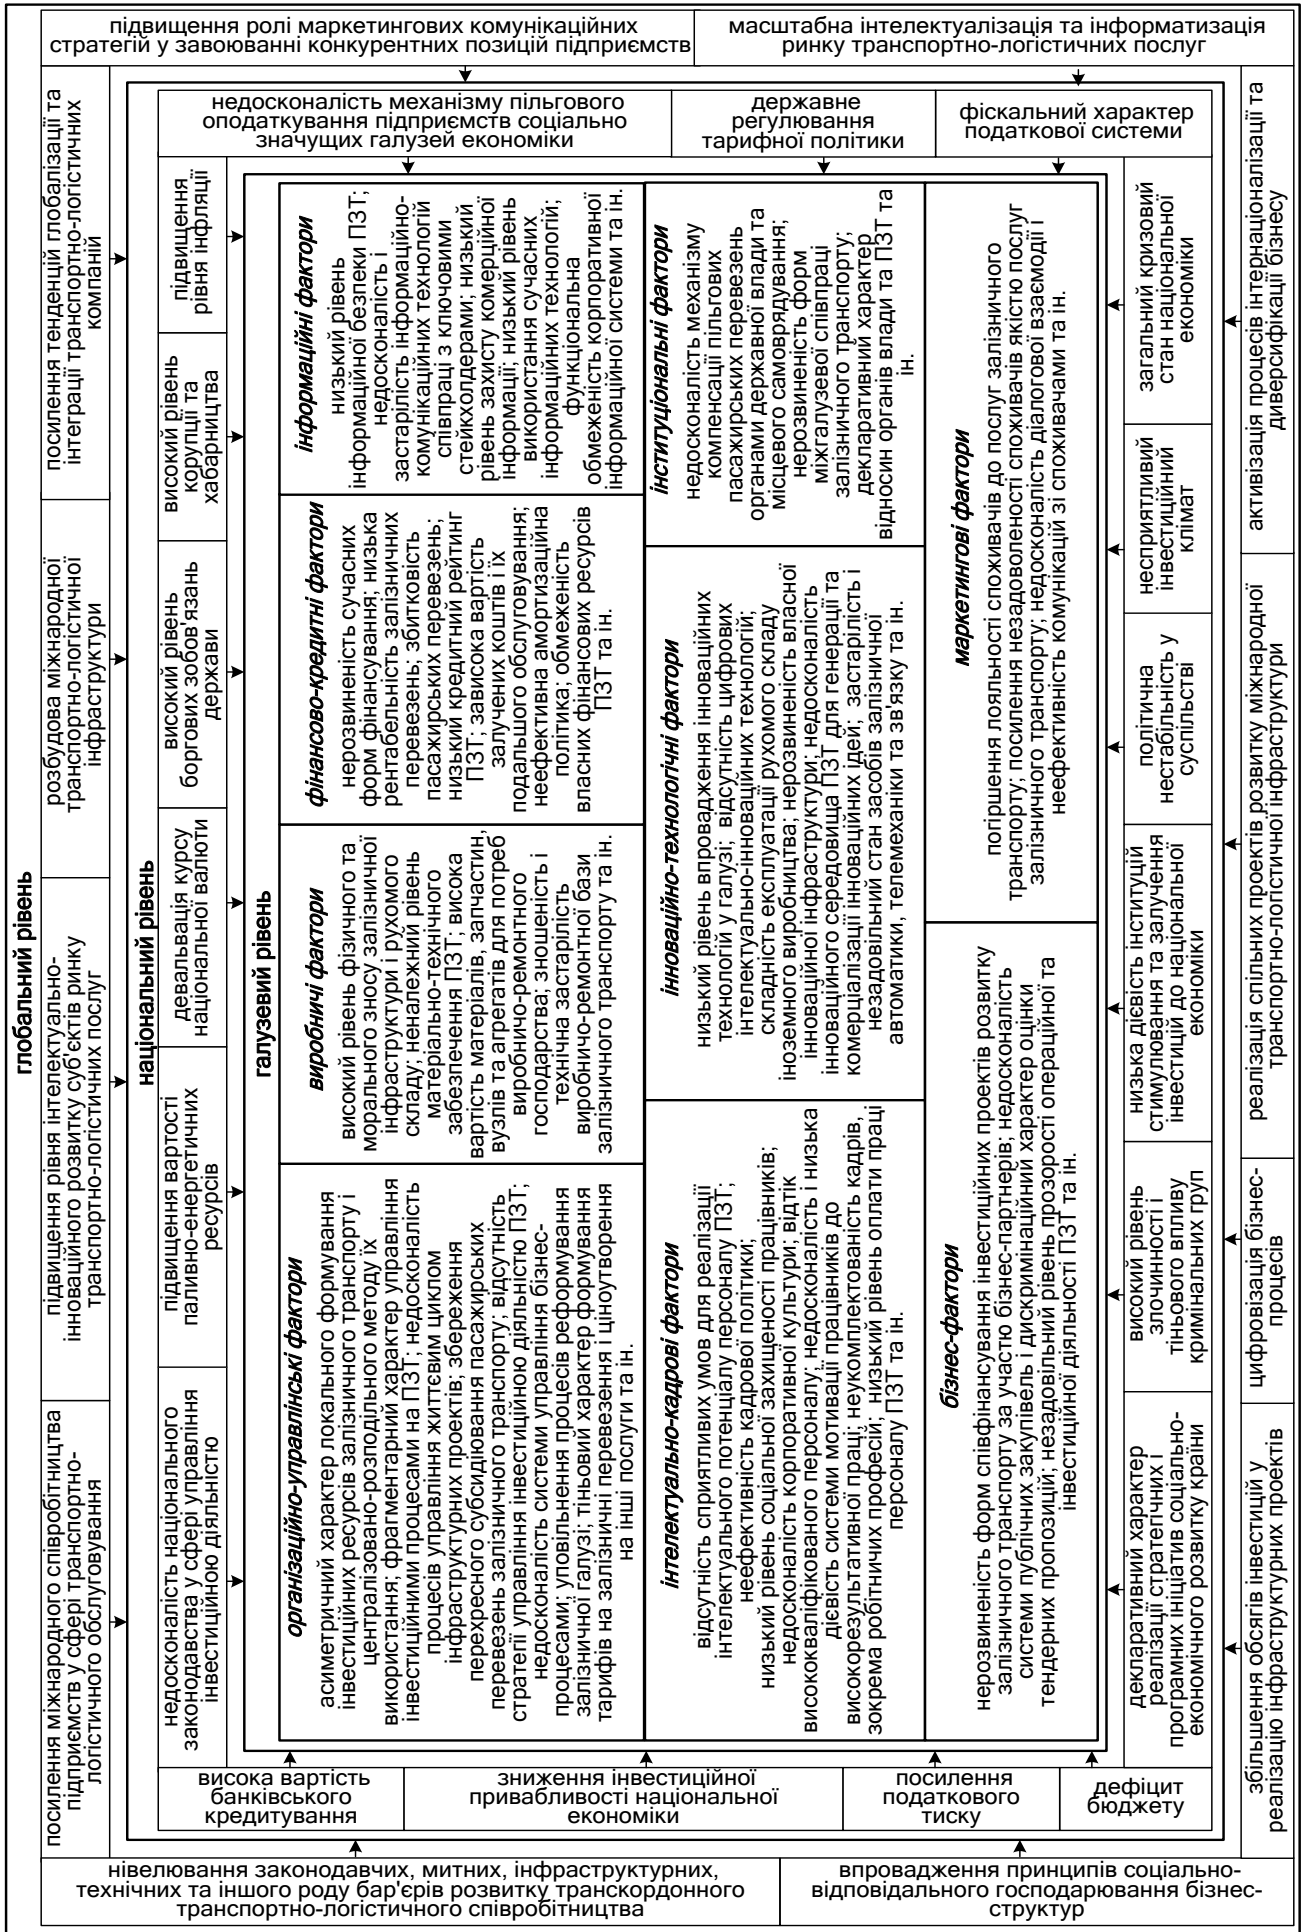 підвищення ролі маркетингових комунікаційних
стратегій у завоюванні конкурентних позицій підприємств
масштабна інтелектуалізація та інформатизація
ринку транспортно-логістичних послуг
глобальний рівень
посилення міжнародного співробітництва
підприємств у сфері транспортно-
логістичного обслуговування
підвищення рівня інтелектуально-
інноваційного розвитку суб'єктів ринку
транспортно-логістичних послуг
розбудова міжнародної
транспортно-логістичної
інфраструктури
посилення тенденцій глобалізації та
інтеграції транспортно-логістичних
компаній
національний рівень
недосконалість механізму пільгового
оподаткування підприємств соціально
значущих галузей економіки
державне
регулювання
тарифної політики
фіскальний характер
податкової системи
недосконалість національного
законодавства у сфері управління
інвестиційною діяльністю
підвищення вартості
паливно-енергетичних
ресурсів
девальвація курсу
національної валюти
високий рівень
боргових зобов'язань
держави
високий рівень
корупції та
хабарництва
підвищення
рівня інфляції
галузевий рівень
організаційно-управлінські фактори
асиметричний характер локального формування
інвестиційних ресурсів залізничного транспорту і
централізовано-розподільного методу їх
використання; фрагментарний характер управління
інвестиційними процесами на ПЗТ; недосконалість
процесів управління життєвим циклом
інфраструктурних проектів; збереження
перехресного субсидіювання пасажирських
перевезень залізничного транспорту; відсутність
стратегії управління інвестиційною діяльністю ПЗТ;
недосконалість системи управління бізнес-
процесами; уповільнення процесів реформування
залізничної галузі; тіньовий характер формування
тарифів на залізничні перевезення і ціноутворення
на інші послуги та ін.
виробничі фактори
високий рівень фізичного та
морального зносу залізничної
інфраструктури і рухомого
складу; неналежний рівень
матеріально-технічного
забезпечення ПЗТ; висока
вартість матеріалів, запчастин,
вузлів та агрегатів для потреб
виробничо-ремонтного
господарства; зношеність і
технічна застарілість
виробничо-ремонтної бази
залізничного транспорту та ін.
фінансово-кредитні фактори
нерозвиненість сучасних
форм фінансування; низька
рентабельність залізничних
перевезень; збитковість
пасажирських перевезень;
низький кредитний рейтинг
ПЗТ; зависока вартість
залучених коштів і їх
подальшого обслуговування;
неефективна амортизаційна
політика; обмеженість
власних фінансових ресурсів
ПЗТ та ін.
інформаційні фактори
низький рівень
інформаційної безпеки ПЗТ;
недосконалість і
застарілість інформаційно-
комунікаційних технологій
співпраці з ключовими
стейкхолдерами; низький
рівень захисту комерційної
інформації; низький рівень
використання сучасних
інформаційних технологій;
функціональна
обмеженість корпоративної
інформаційної системи та ін.
інтелектуально-кадрові фактори
відсутність сприятливих умов для реалізації
інтелектуального потенціалу персоналу ПЗТ;
неефективність кадрової політики;
низький рівень соціальної захищеності працівників;
недосконалість корпоративної культури; відтік
висококваліфікованого персоналу; недосконалість і низька
дієвість системи мотивації працівників до
високорезультативної праці; неукомплектованість кадрів,
зокрема робітничих професій; низький рівень оплати праці
персоналу ПЗТ та ін.
інноваційно-технологічні фактори
низький рівень впровадження інноваційних
технологій у галузі; відсутність цифрових
інтелектуально-інноваційних технологій;
складність експлуатації рухомого складу
іноземного виробництва; нерозвиненість власної
інноваційної інфраструктури; недосконалість
інноваційного середовища ПЗТ для генерації та
комерціалізації інноваційних ідей; застарілість і
незадовільний стан засобів залізничної
автоматики, телемеханіки та зв'язку та ін.
інституціональні фактори
недосконалість механізму
компенсації пільгових
пасажирських перевезень
органами державної влади та
місцевого самоврядування;
нерозвиненість форм
міжгалузевої співпраці
залізничного транспорту;
декларативний характер
відносин органів влади та ПЗТ та
ін.
бізнес-фактори
нерозвиненість форм співфінансування інвестиційних проектів розвитку
залізничного транспорту за участю бізнес-партнерів; недосконалість
системи публічних закупівель і дискримінаційний характер оцінки
тендерних пропозицій; незадовільний рівень прозорості операційної та
інвестиційної діяльності ПЗТ та ін.
маркетингові фактори
погіршення лояльності споживачів до послуг залізничного
транспорту; посилення незадоволеності споживачів якістю послуг
залізничного транспорту; недосконалість діалогової взаємодії і
неефективність комунікацій зі споживачами та ін.
декларативний характер
реалізації стратегічних і
програмних ініціатив соціально-
економічного розвитку країни
високий рівень
злочинності і
тіньового впливу
кримінальних груп
низька дієвість інституцій
стимулювання та залучення
інвестицій до національної
економіки
політична
нестабільність у
суспільстві
несприятливий
інвестиційний
клімат
загальний кризовий
стан національної
економіки
збільшення обсягів інвестицій у
реалізацію інфраструктурних проектів
цифровізація бізнес-
процесів
реалізація спільних проектів розвитку міжнародної
транспортно-логістичної інфраструктури
активізація процесів інтернаціоналізації та
диверсифікації бізнесу
висока вартість
банківського
кредитування
зниження інвестиційної
привабливості національної
економіки
посилення
податкового
тиску
дефіцит
бюджету
нівелювання законодавчих, митних, інфраструктурних,
технічних та іншого роду бар'єрів розвитку транскордонного
транспортно-логістичного співробітництва
впровадження принципів соціально-
відповідального господарювання бізнес-
структур